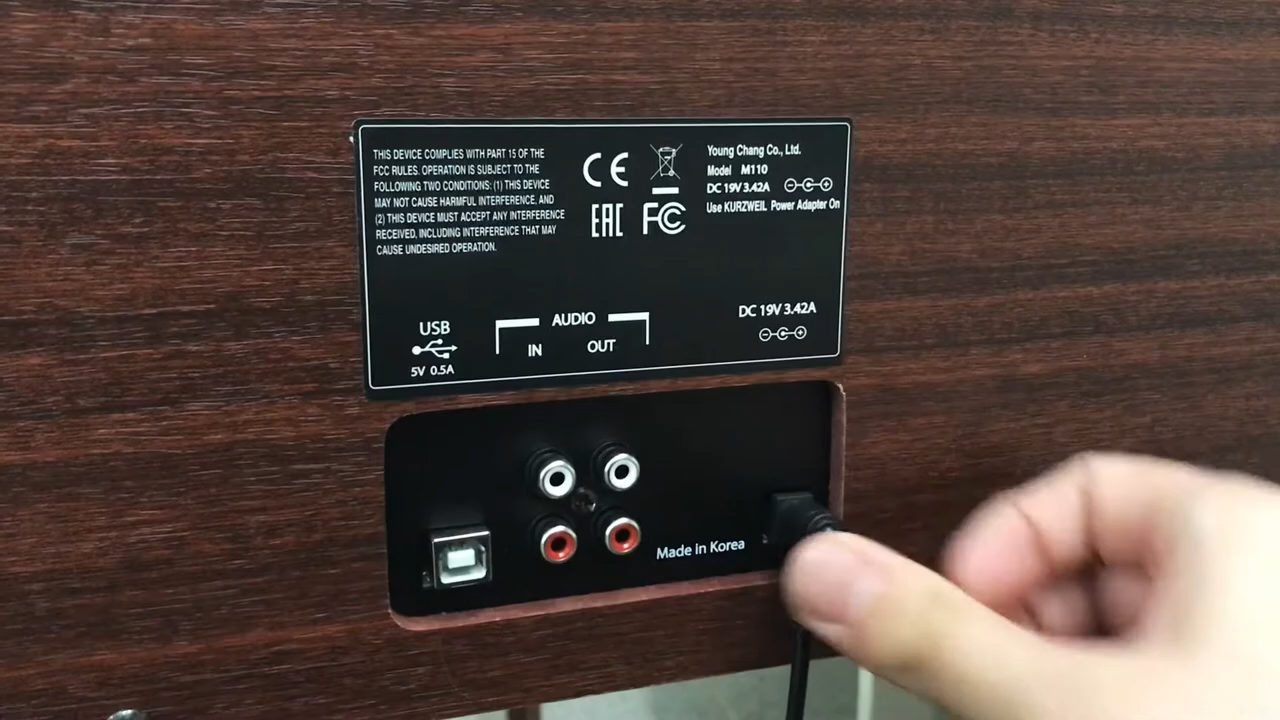 THIS DEVICE COMPLIES WITH PART 15 OF THE
FCC RULES. OPERATION IS SUBJECT TO THE
FOLLOWING TWO CONDITIONS: (1) THIS DEVICE
MAY NOT CAUSE HARMFUL INTERFERENCE, AND
(2) THIS DEVICE MUST ACCEPT ANY INTERFERENCE
RECEIVED, INCLUDING INTERFERENCE THAT MAY
CAUSE UNDESIRED OPERATION.
CE
EAC FC
Young Chang Co., Ltd.
Model M110
DC 19V 3.42A
Use KURZWEIL Power Adapter On
USB
5V 0.5A
AUDIO
IN OUT
DC 19V 3.42A
Made in Korea